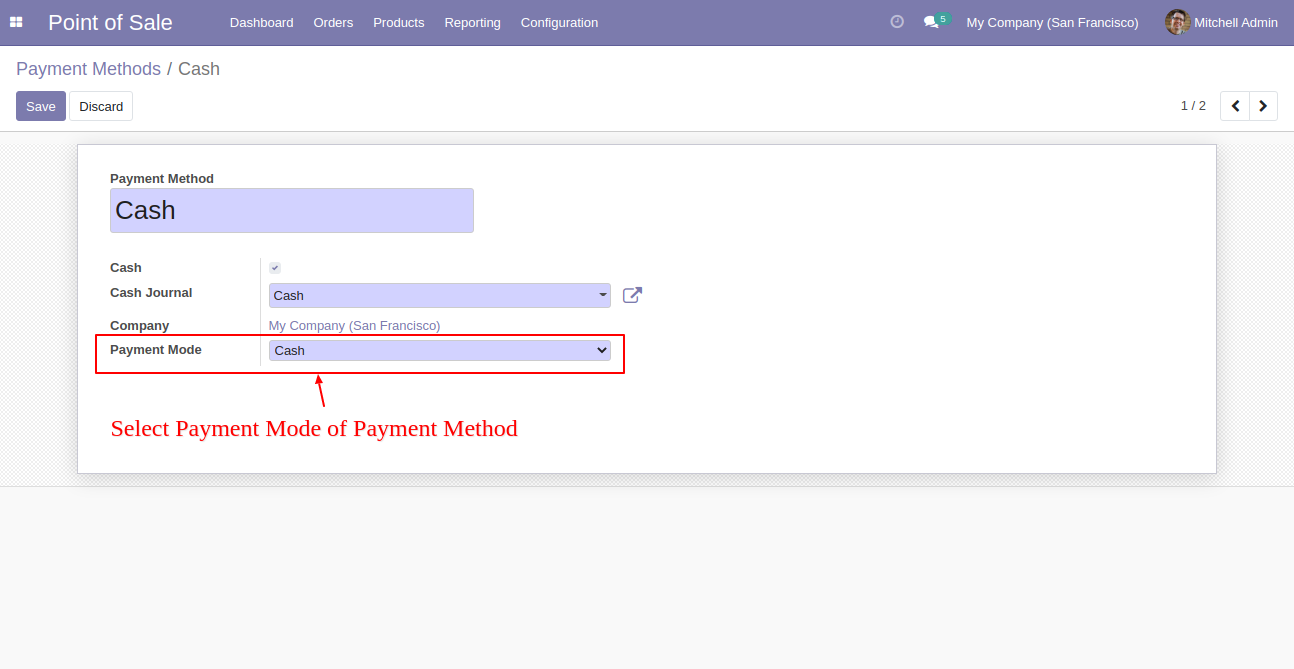 Point of Sale Dashboard Orders Products Reporting Configuration 5 My Company (San Francisco) Mitchell Admin
Payment Methods / Cash
Save Discard 1 / 2
Payment Method
Cash
Cash
Cash Journal Cash
Company My Company (San Francisco)
Payment Mode Cash
Select Payment Mode of Payment Method